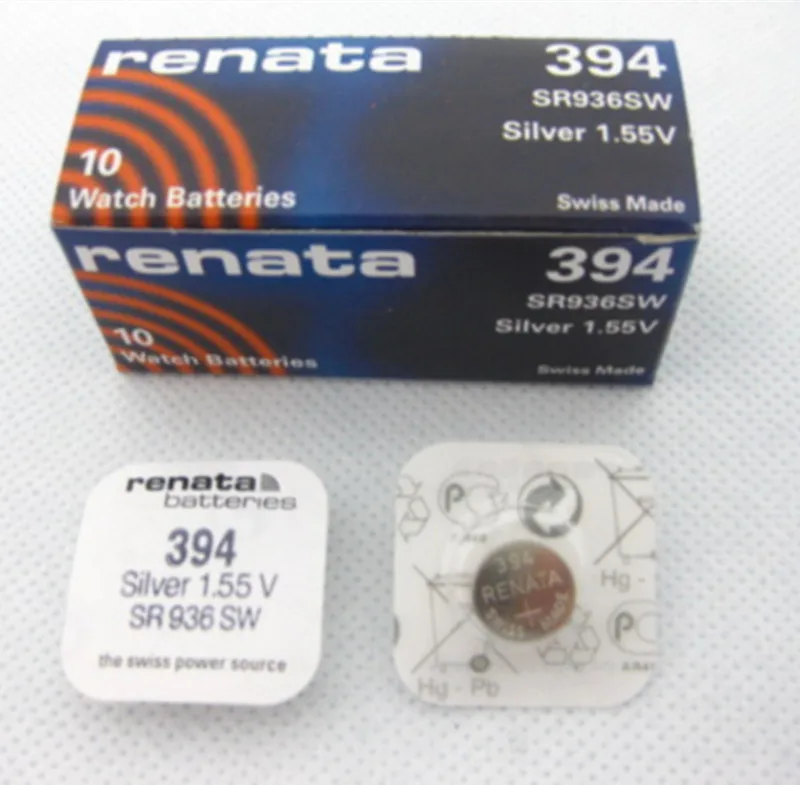 renata 394
SR936SW
Silver 1.55V
10
Watch Batteries Swiss Made
renata 394
SR936SW
Silver 1.55V
10
Watch Batteries
Swiss Made
renata
batteries
394
Silver 1.55 V
SR 936 SW
the swiss power source
394
RENATA
+
SWISS MADE
Hg -
Hg - Pb